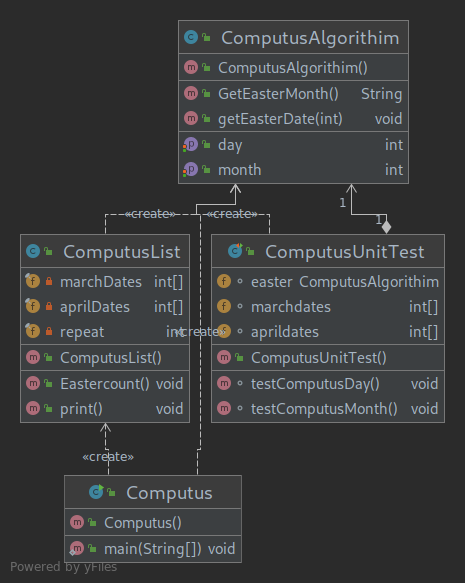 ComputusAlgorithim
ComputusAlgorithim()
GetEasterMonth() String
getEasterDate(int) void
day int
month int
«create» «create»
1
1
ComputusList
marchDates int[]
aprilDates int[]
repeat int
ComputusList()
Eastercount() void
print() void
ComputusUnitTest
easter ComputusAlgorithim
marchdates int[]
aprildates int[]
ComputusUnitTest()
testComputusDay() void
testComputusMonth() void
«create»
«create»
Computus
Computus()
main(String[]) void
Powered by yFiles